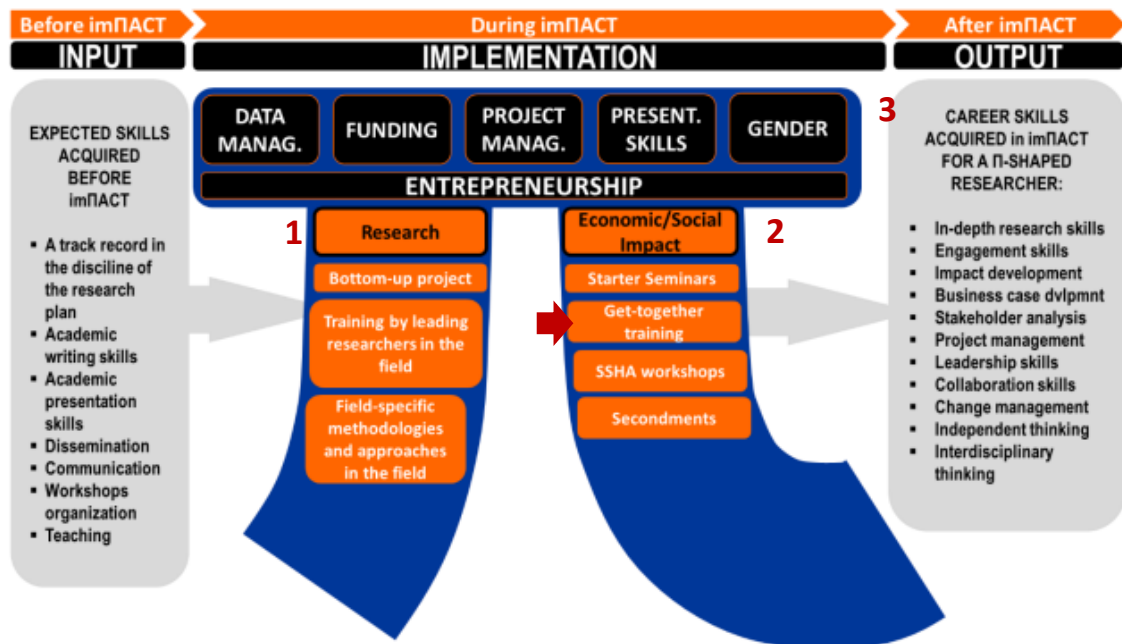 Before imΠACT
During imΠACT
After imΠACT
INPUT
IMPLEMENTATION
OUTPUT
EXPECTED SKILLS
ACQUIRED
BEFORE
imΠACT
▪ A track record in
the disciline of
the research
plan
▪ Academic
writing skills
▪ Academic
presentation
skills
▪ Dissemination
▪ Communication
▪ Workshops
organization
▪ Teaching
DATA
MANAG.
FUNDING
PROJECT
MANAG.
PRESENT.
SKILLS
GENDER
ENTREPRENEURSHIP
1
Research
Bottom-up project
Training by leading
researchers in the
field
Field-specific
methodologies
and approaches
in the field
Economic/Social
Impact
2
Starter Seminars
Get-together
training
SSHA workshops
Secondments
3
CAREER SKILLS
ACQUIRED in imΠACT
FOR A Π-SHAPED
RESEARCHER:
▪ In-depth research skills
▪ Engagement skills
▪ Impact development
▪ Business case dvlpmnt
▪ Stakeholder analysis
▪ Project management
▪ Leadership skills
▪ Collaboration skills
▪ Change management
▪ Independent thinking
▪ Interdisciplinary
thinking